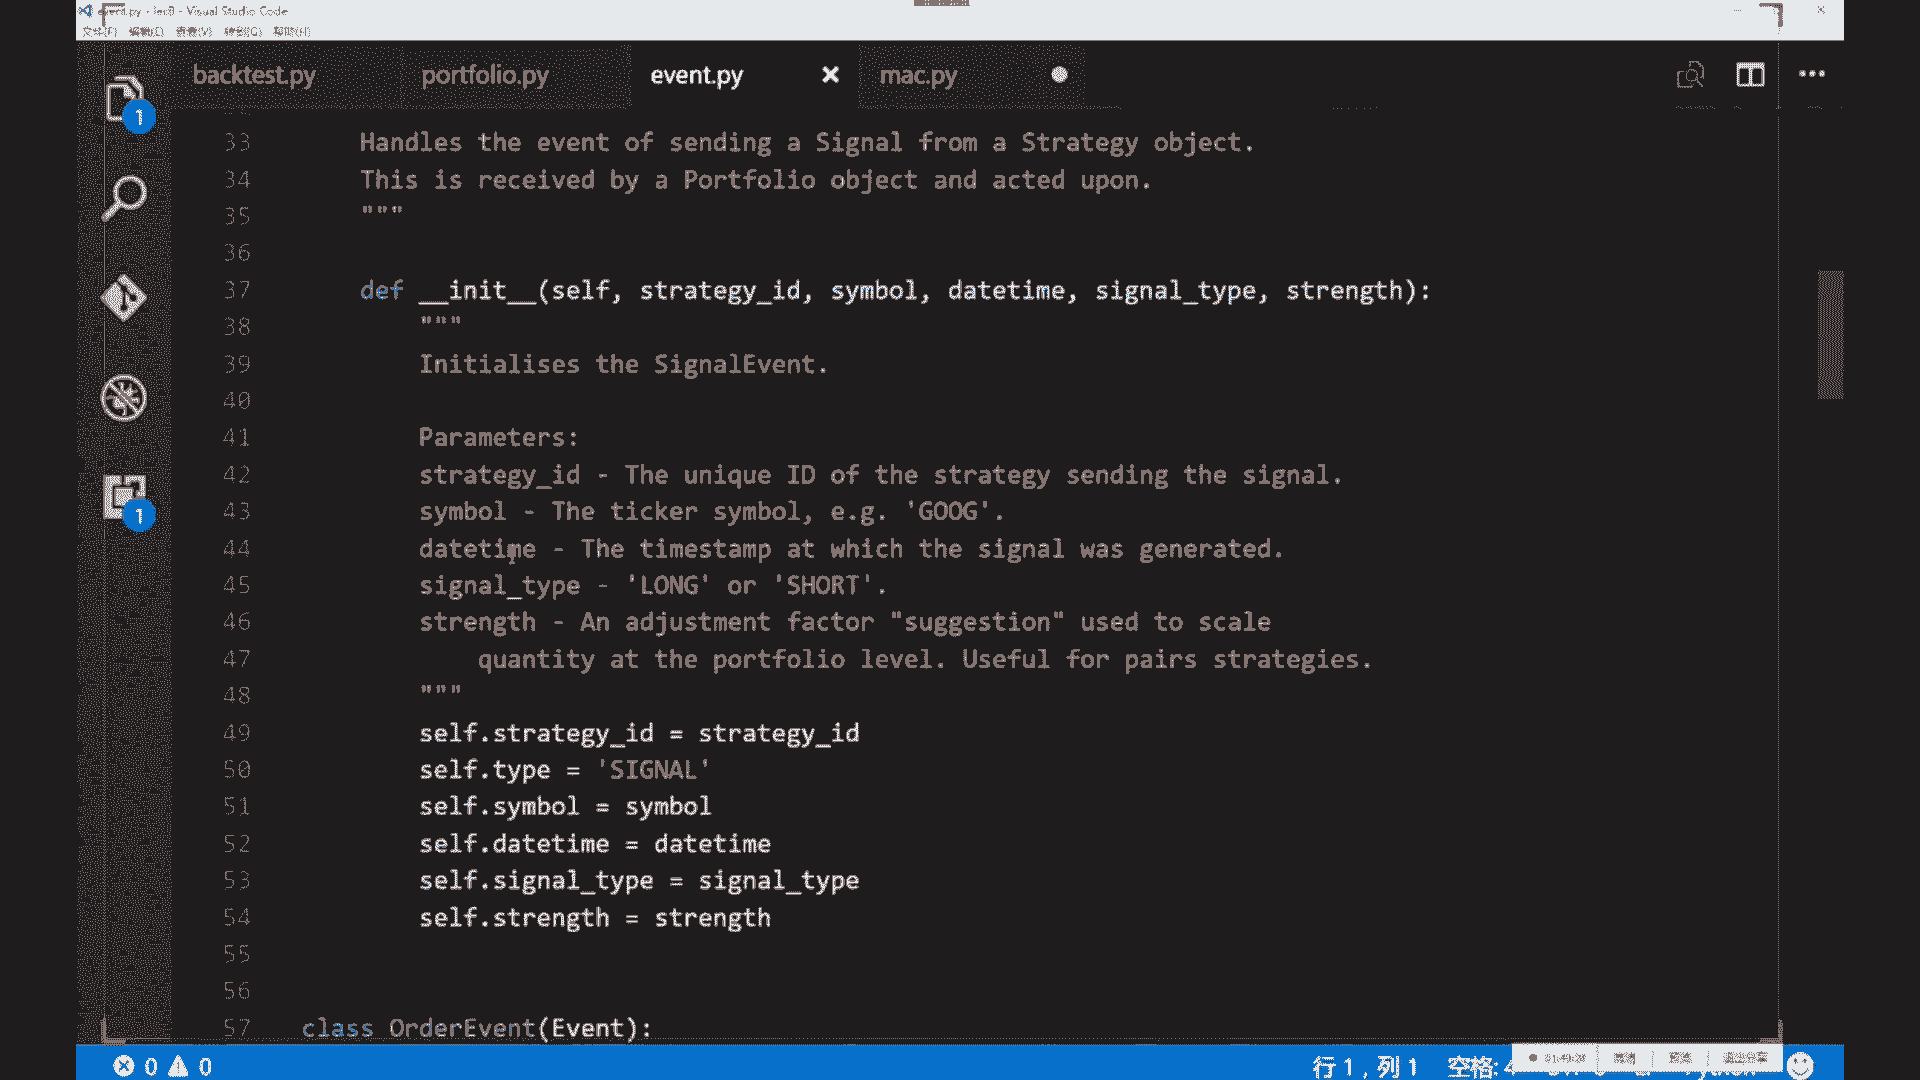 event.py - lec8 - Visual Studio Code
文件(F) 编辑(E) 查看(V) 转到(G) 帮助(H)
backtest.py portfolio.py event.py mac.py
1
1
33 Handles the event of sending a Signal from a Strategy object.
34 This is received by a Portfolio object and acted upon.
35 """
36
37 def __init__(self, strategy_id, symbol, datetime, signal_type, strength):
38 """
39 Initialises the SignalEvent.
40
41 Parameters:
42 strategy_id - The unique ID of the strategy sending the signal.
43 symbol - The ticker symbol, e.g. 'GOOG'.
44 datetime - The timestamp at which the signal was generated.
45 signal_type - 'LONG' or 'SHORT'.
46 strength - An adjustment factor "suggestion" used to scale
47 quantity at the portfolio level. Useful for pairs strategies.
48 """
49 self.strategy_id = strategy_id
50 self.type = 'SIGNAL'
51 self.symbol = symbol
52 self.datetime = datetime
53 self.signal_type = signal_type
54 self.strength = strength
55
56
57 class OrderEvent(Event):
0 0 行 1，列 1 空格: 4